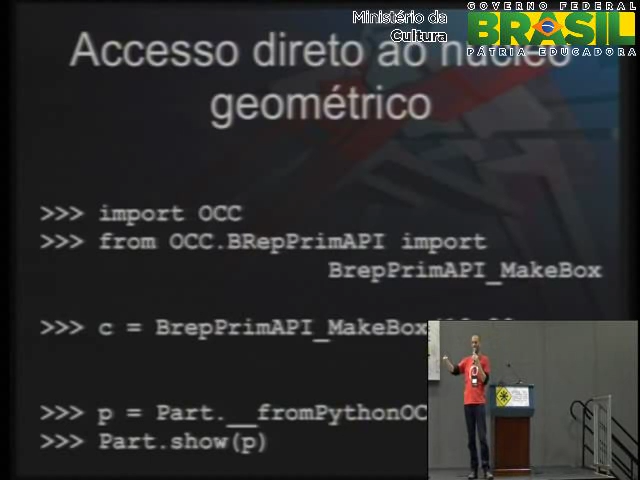 Ministério da
Cultura
GOVERNO FEDERAL
BRASIL
PÁTRIA EDUCADORA
Accesso direto ao núcleo
geométrico
>>> import OCC
>>> from OCC.BRepPrimAPI import
BrepPrimAPI_MakeBox
>>> c = BrepPrimAPI_MakeBox
>>> p = Part.__fromPythonOC
>>> Part.show(p)